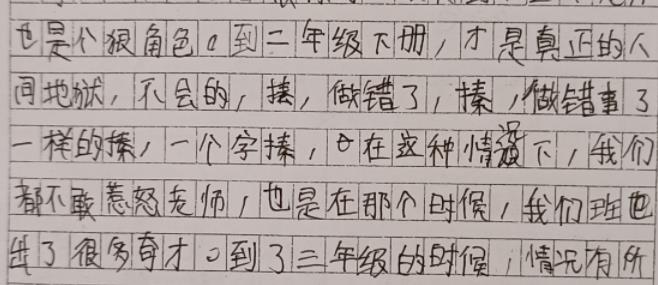 也是个狠角色。到二年级下册，才是真正的人
间地狱，不会的，揍，做错了，揍，做错事了
一样的揍，一个字揍，在这种情况下，我们
都不敢惹怒老师，也是在那个时候，我们班也
出了很多奇才。到了三年级的时候，情况有所